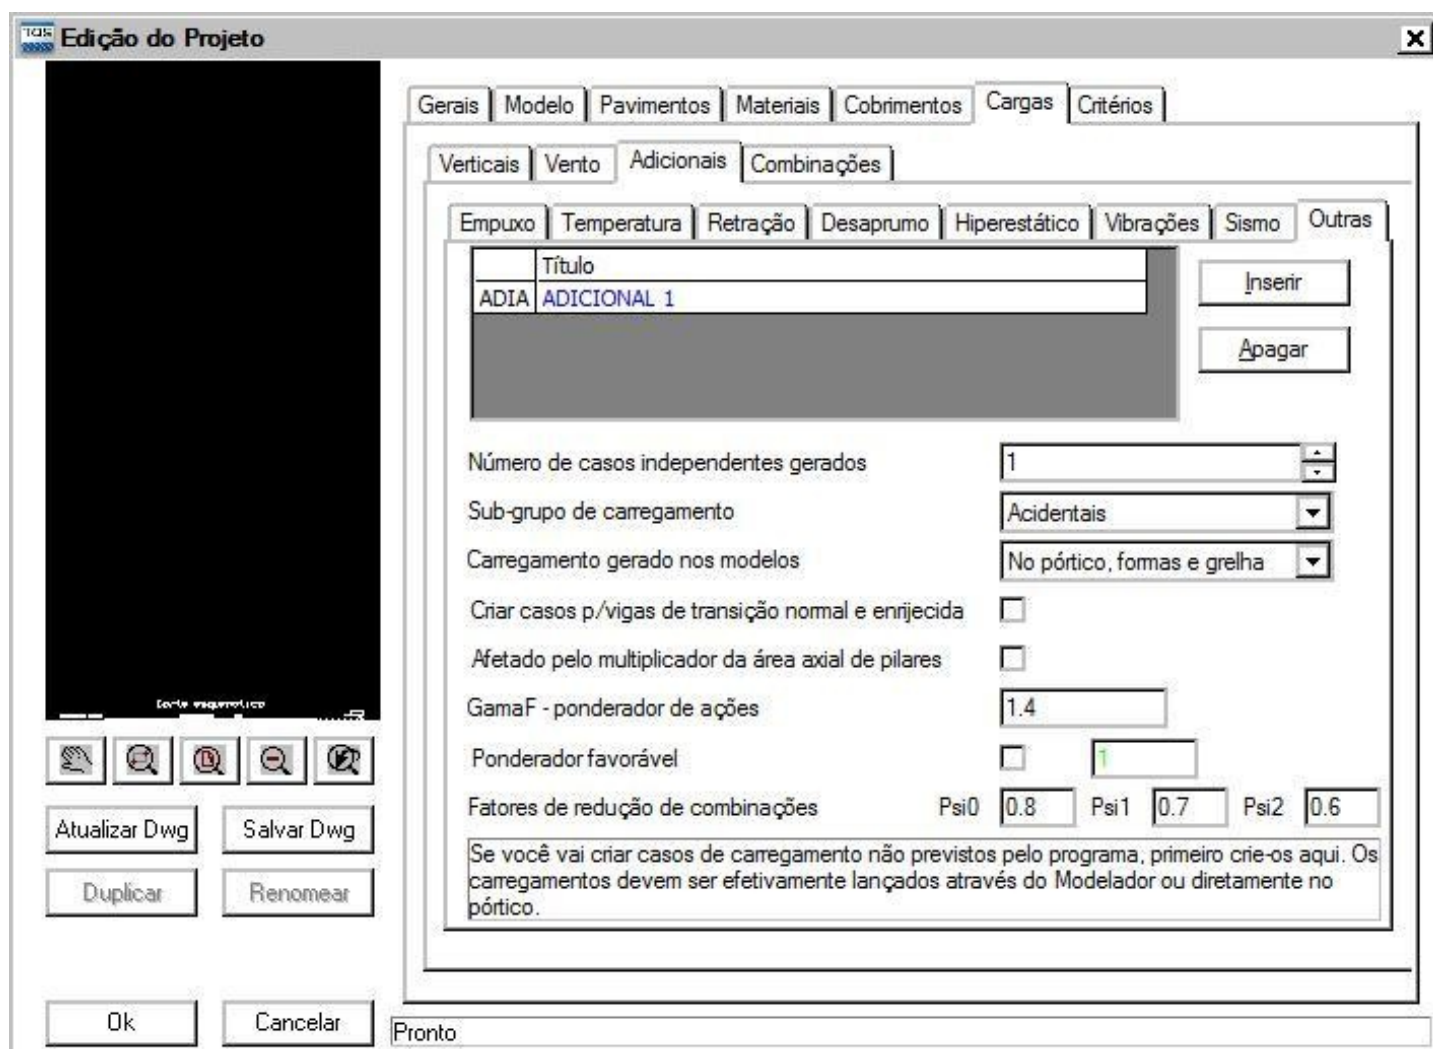 TQS Edição do Projeto
Gerais Modelo Pavimentos Materiais Cobrimentos Cargas Critérios
Verticais Vento Adicionais Combinações
Empuxo Temperatura Retração Desaprumo Hiperestático Vibrações Sismo Outras
Título
ADIA ADICIONAL 1
Inserir
Apagar
Número de casos independentes gerados 1
Sub-grupo de carregamento Acidentais
Carregamento gerado nos modelos No pórtico, formas e grelha
Criar casos p/vigas de transição normal e enrijecida
Afetado pelo multiplicador da área axial de pilares
GamaF - ponderador de ações 1.4
Ponderador favorável 1
Fatores de redução de combinações Psi0 0.8 Psi1 0.7 Psi2 0.6
Se você vai criar casos de carregamento não previstos pelo programa, primeiro crie-os aqui. Os
carregamentos devem ser efetivamente lançados através do Modelador ou diretamente no
pórtico.
Corte esquemático
Atualizar Dwg Salvar Dwg
Duplicar Renomear
Ok Cancelar
Pronto